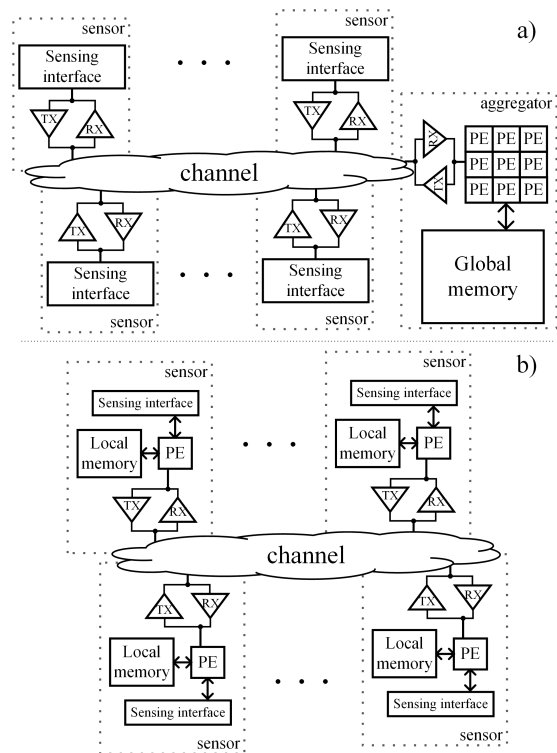 a)
sensor
Sensing
interface
TX
RX
. . .
sensor
Sensing
interface
TX
RX
aggregator
RX
TX
PE PE PE
PE PE PE
PE PE PE
Global
memory
channel
TX
RX
Sensing
interface
sensor
. . .
TX
RX
Sensing
interface
sensor
b)
sensor
Sensing interface
Local
memory
PE
TX
RX
. . .
sensor
Sensing interface
Local
memory
PE
TX
RX
channel
TX
RX
Local
memory
PE
Sensing interface
sensor
. . .
TX
RX
Local
memory
PE
Sensing interface
sensor